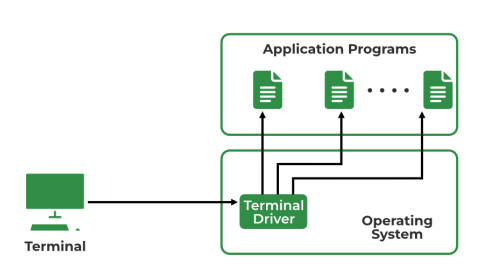 Application Programs
Terminal
Driver
Operating
System
Terminal